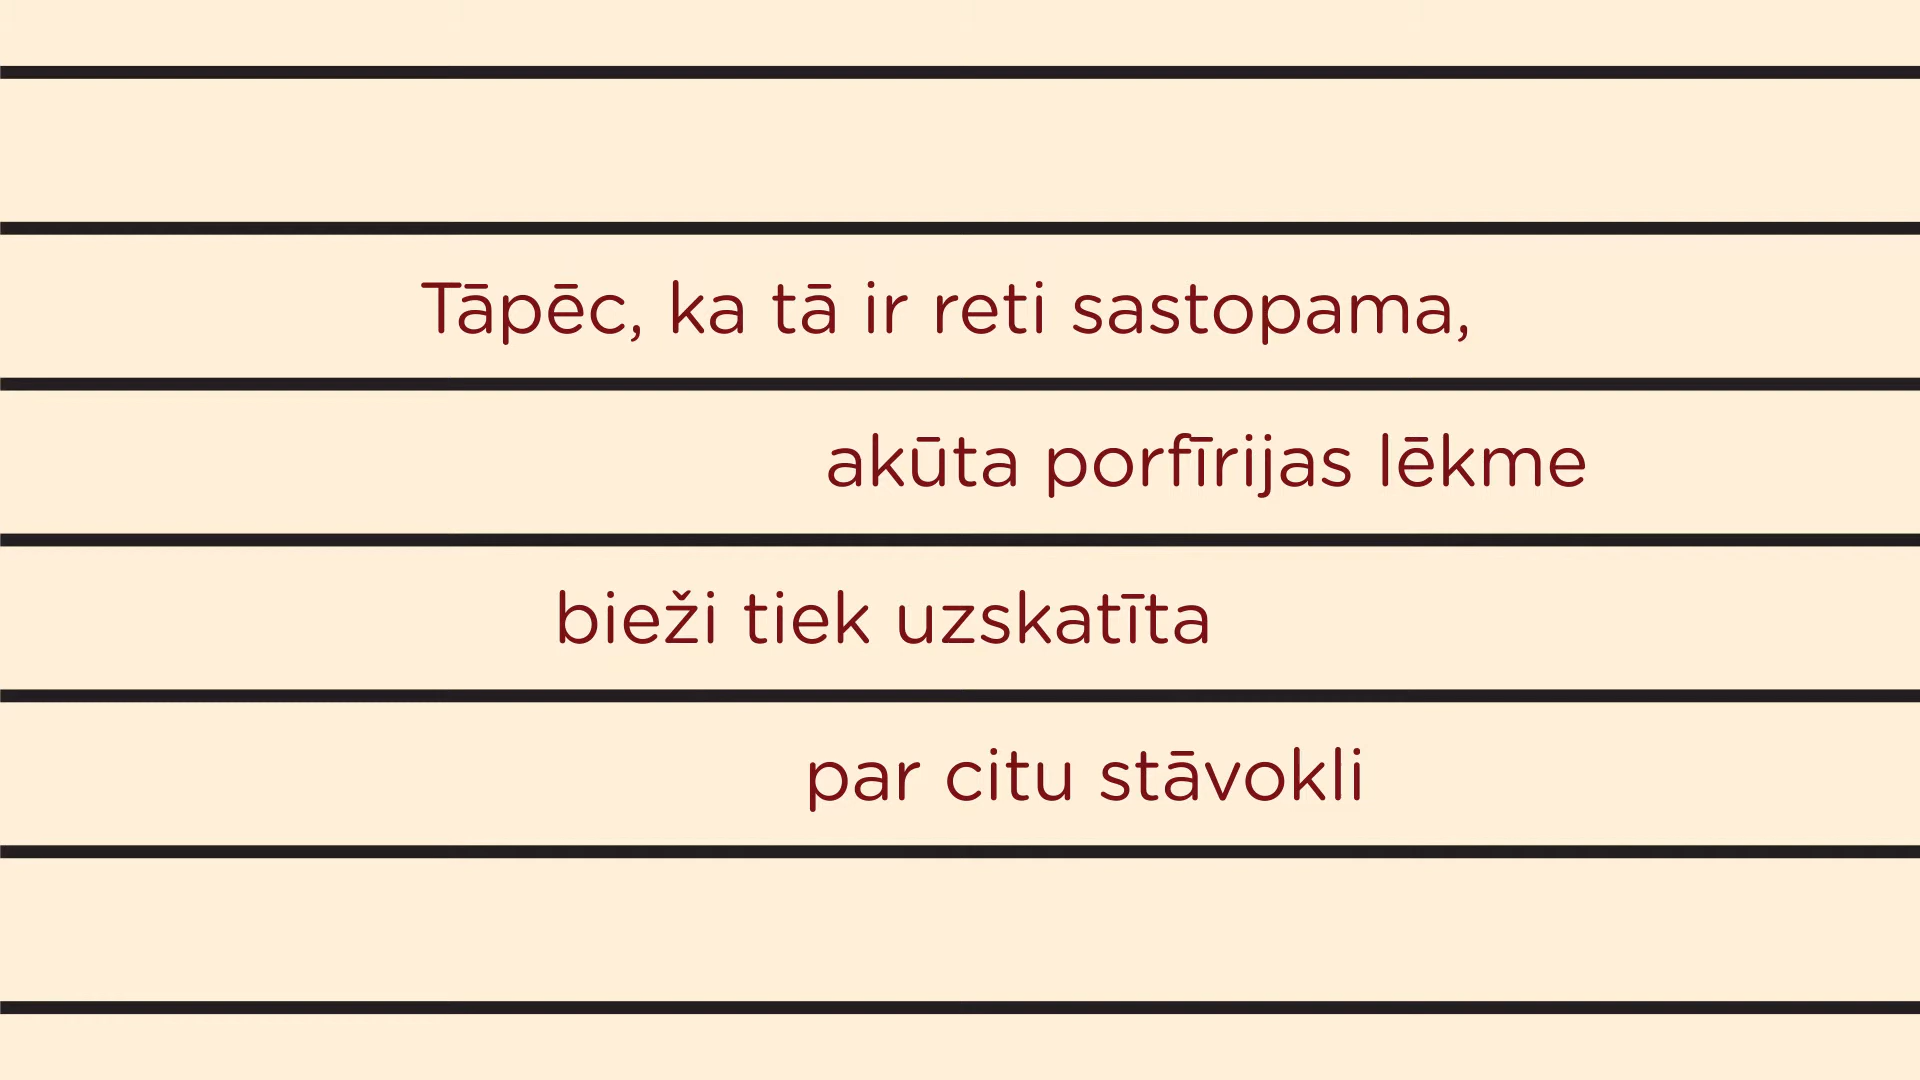 Tāpēc, ka tā ir reti sastopama,
akūta porfīrijas lēkme
bieži tiek uzskatīta
par citu stāvokli